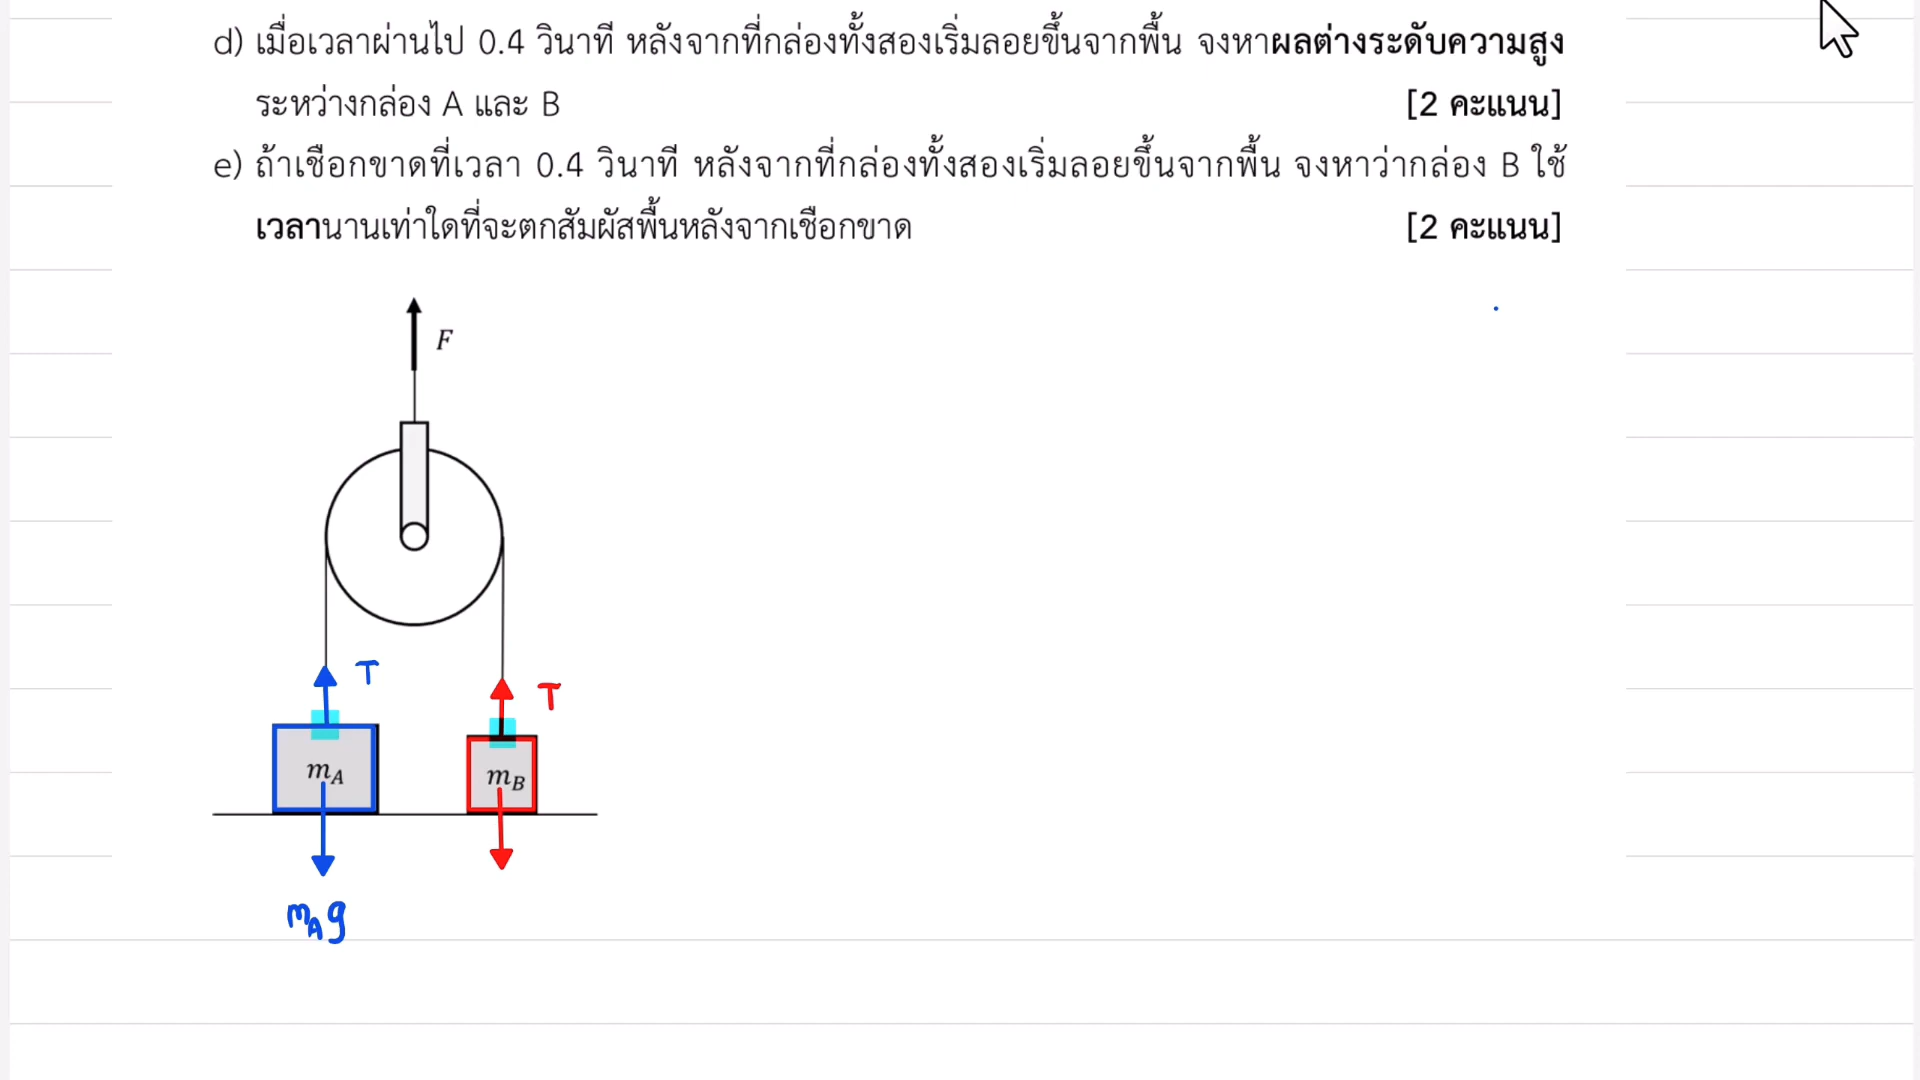 d) เมื่อเวลาผ่านไป 0.4 วินาที หลังจากที่กล่องทั้งสองเริ่มลอยขึ้นจากพื้น จงหาผลต่างระดับความสูง
ระหว่างกล่อง A และ B [2 คะแนน]
e) ถ้าเชือกขาดที่เวลา 0.4 วินาที หลังจากที่กล่องทั้งสองเริ่มลอยขึ้นจากพื้น จงหาว่ากล่อง B ใช้
เวลานานเท่าใดที่จะตกสัมผัสพื้นหลังจากเชือกขาด [2 คะแนน]
F
T
T
m_A
m_B
m_A g